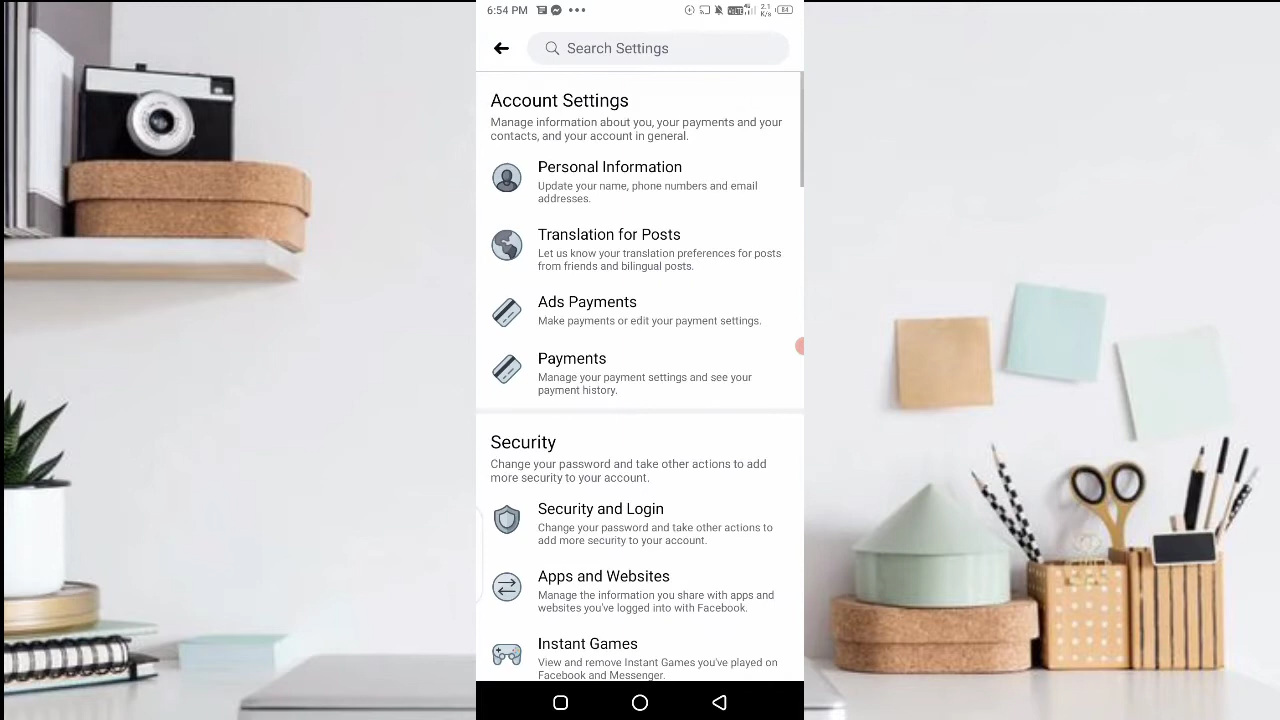 6:54 PM
2.1
K/s
84
Search Settings
Account Settings
Manage information about you, your payments and your
contacts, and your account in general.
Personal Information
Update your name, phone numbers and email
addresses.
Translation for Posts
Let us know your translation preferences for posts
from friends and bilingual posts.
Ads Payments
Make payments or edit your payment settings.
Payments
Manage your payment settings and see your
payment history.
Security
Change your password and take other actions to add
more security to your account.
Security and Login
Change your password and take other actions to
add more security to your account.
Apps and Websites
Manage the information you share with apps and
websites you've logged into with Facebook.
Instant Games
View and remove Instant Games you've played on
Facebook and Messenger.